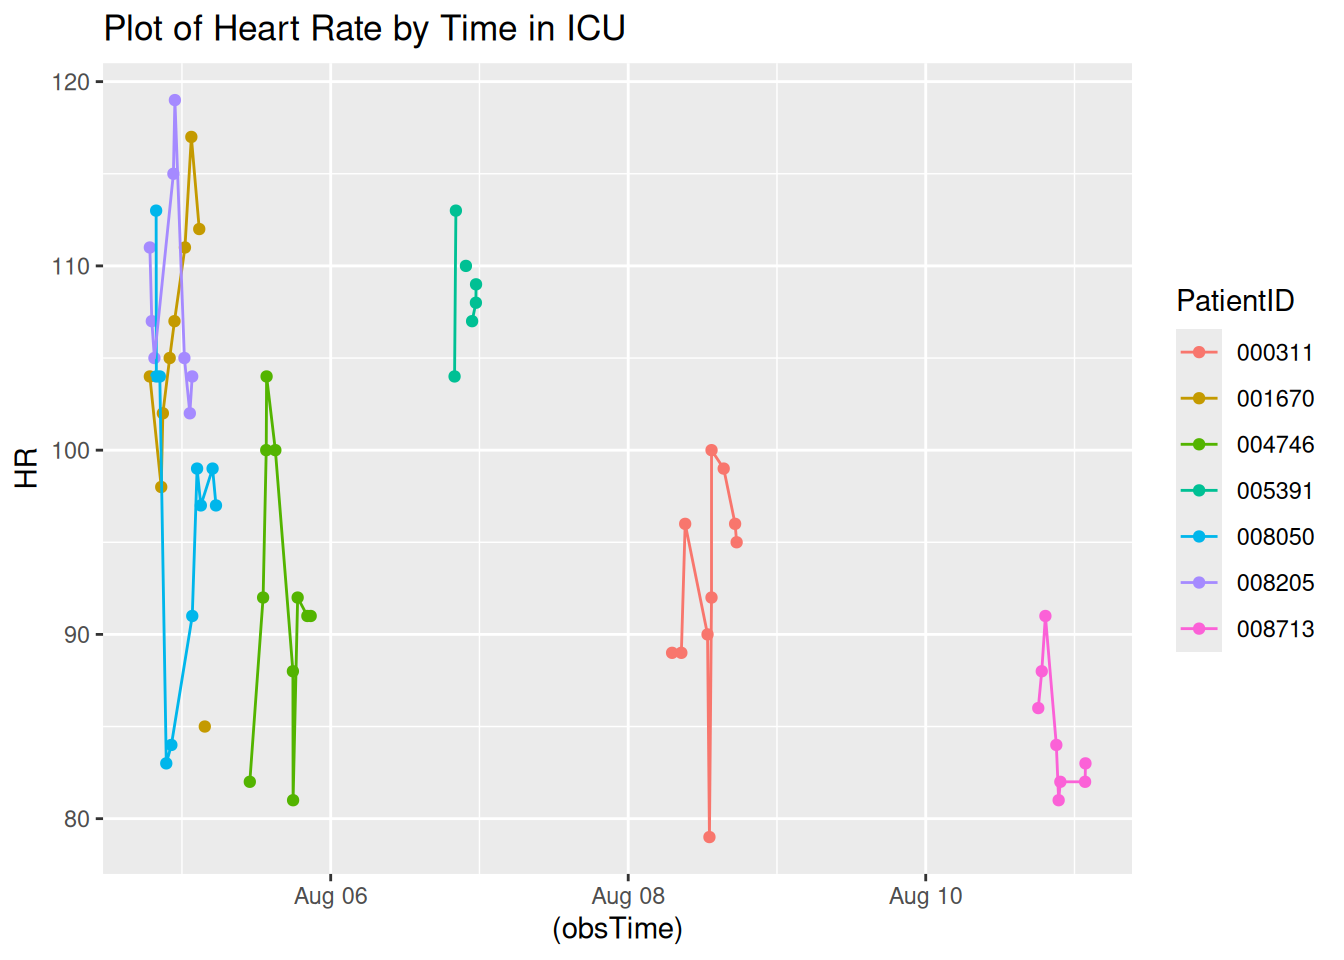 Plot of Heart Rate by Time in ICU
120
110
100
90
80
HR
Aug 06
Aug 08
Aug 10
(obsTime)
PatientID
000311
001670
004746
005391
008050
008205
008713